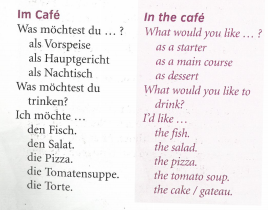 Im Café
Was möchtest du … ?
als Vorspeise
als Hauptgericht
als Nachtisch
Was möchtest du
trinken?
Ich möchte …
den Fisch.
den Salat.
die Pizza.
die Tomatensuppe.
die Torte.
In the café
What would you like … ?
as a starter
as a main course
as dessert
What would you like to
drink?
I'd like …
the fish.
the salad.
the pizza.
the tomato soup.
the cake / gateau.